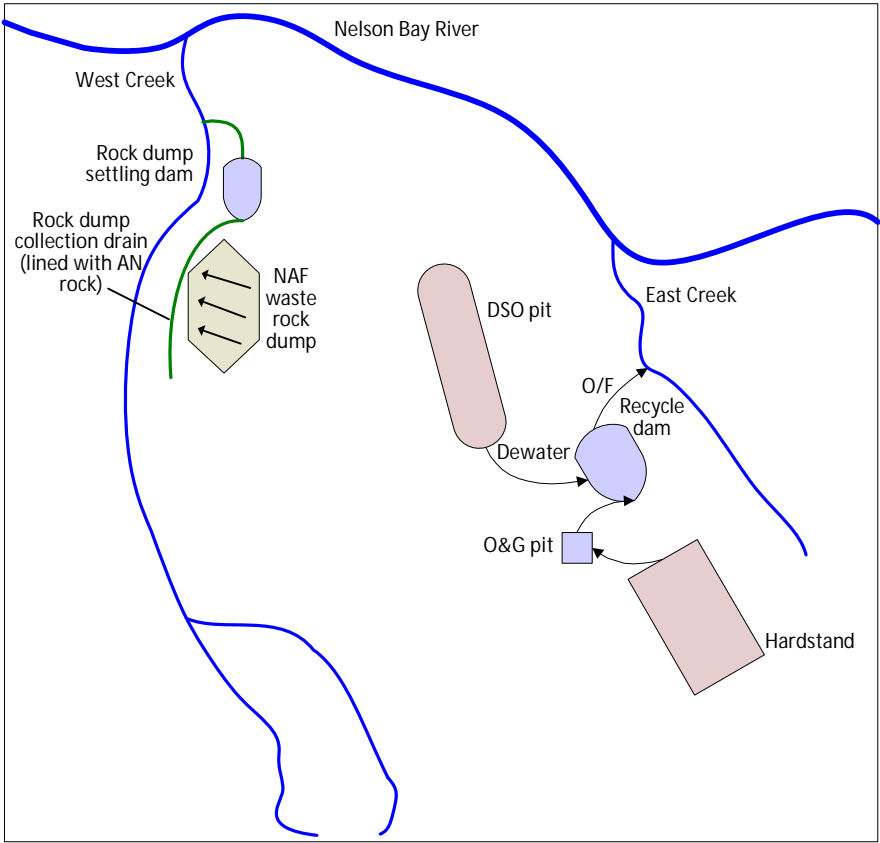 Nelson Bay River
West Creek
Rock dump
settling dam
Rock dump
collection drain
(lined with AN
rock)
NAF
waste
rock
dump
DSO pit
East Creek
O/F
Recycle
dam
Dewater
O&G pit
Hardstand